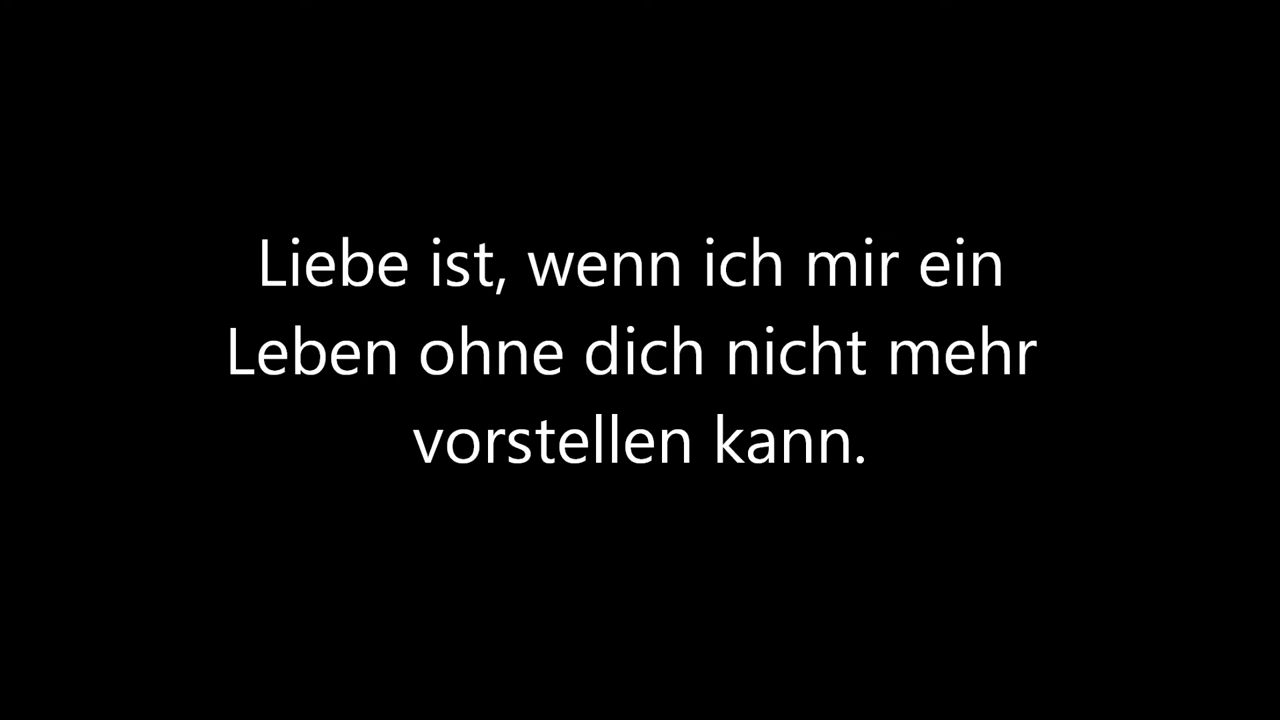 Liebe ist, wenn ich mir ein
Leben ohne dich nicht mehr
vorstellen kann.